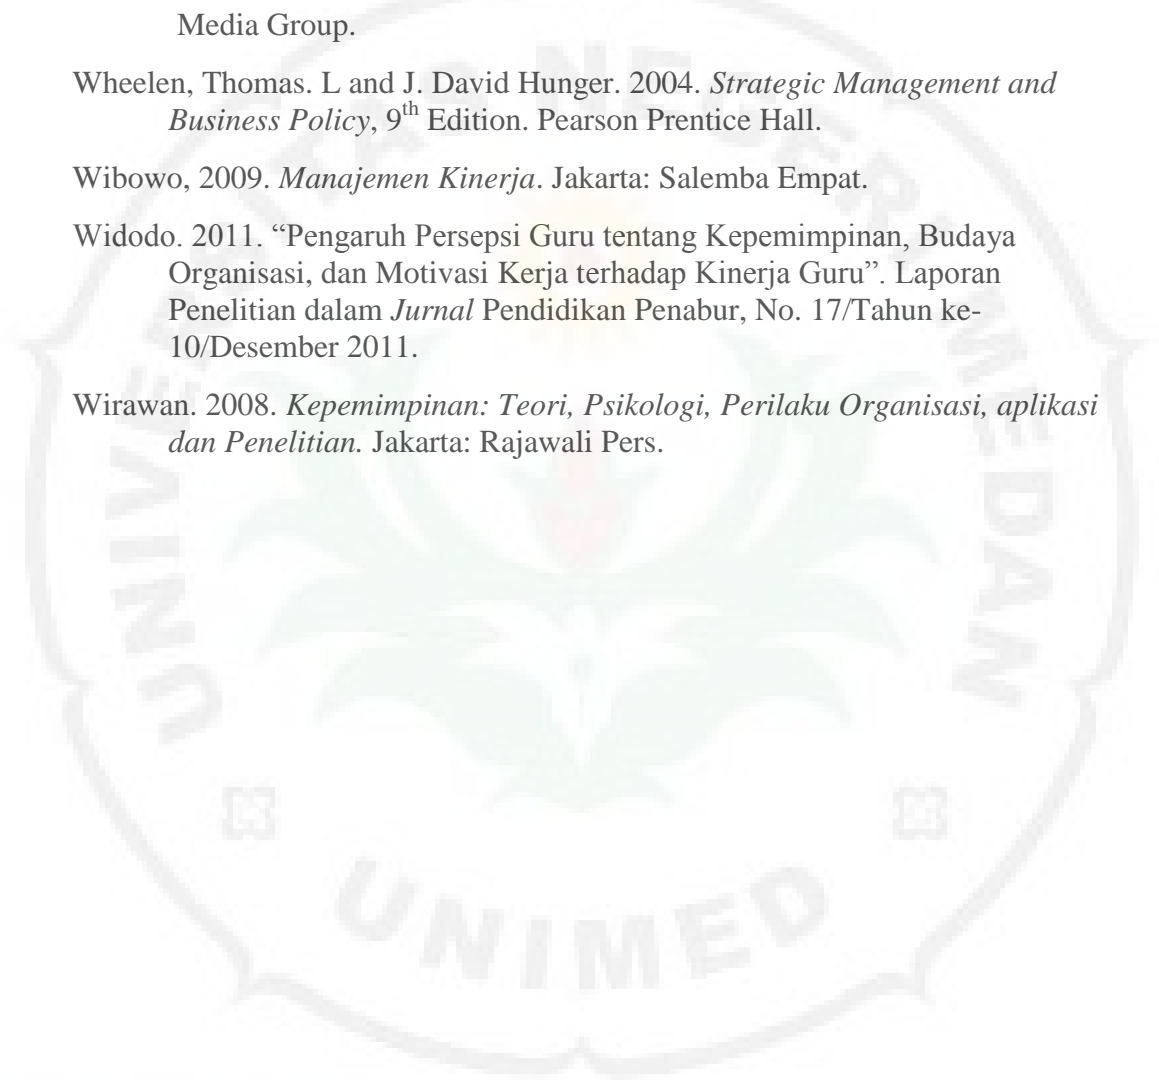 Media Group.
Wheelen, Thomas. L and J. David Hunger. 2004. Strategic Management and
Business Policy, 9th Edition. Pearson Prentice Hall.
Wibowo, 2009. Manajemen Kinerja. Jakarta: Salemba Empat.
Widodo. 2011. “Pengaruh Persepsi Guru tentang Kepemimpinan, Budaya
Organisasi, dan Motivasi Kerja terhadap Kinerja Guru”. Laporan
Penelitian dalam Jurnal Pendidikan Penabur, No. 17/Tahun ke-
10/Desember 2011.
Wirawan. 2008. Kepemimpinan: Teori, Psikologi, Perilaku Organisasi, aplikasi
dan Penelitian. Jakarta: Rajawali Pers.
UNIVERSITAS NEGERI MEDAN
UNIMED